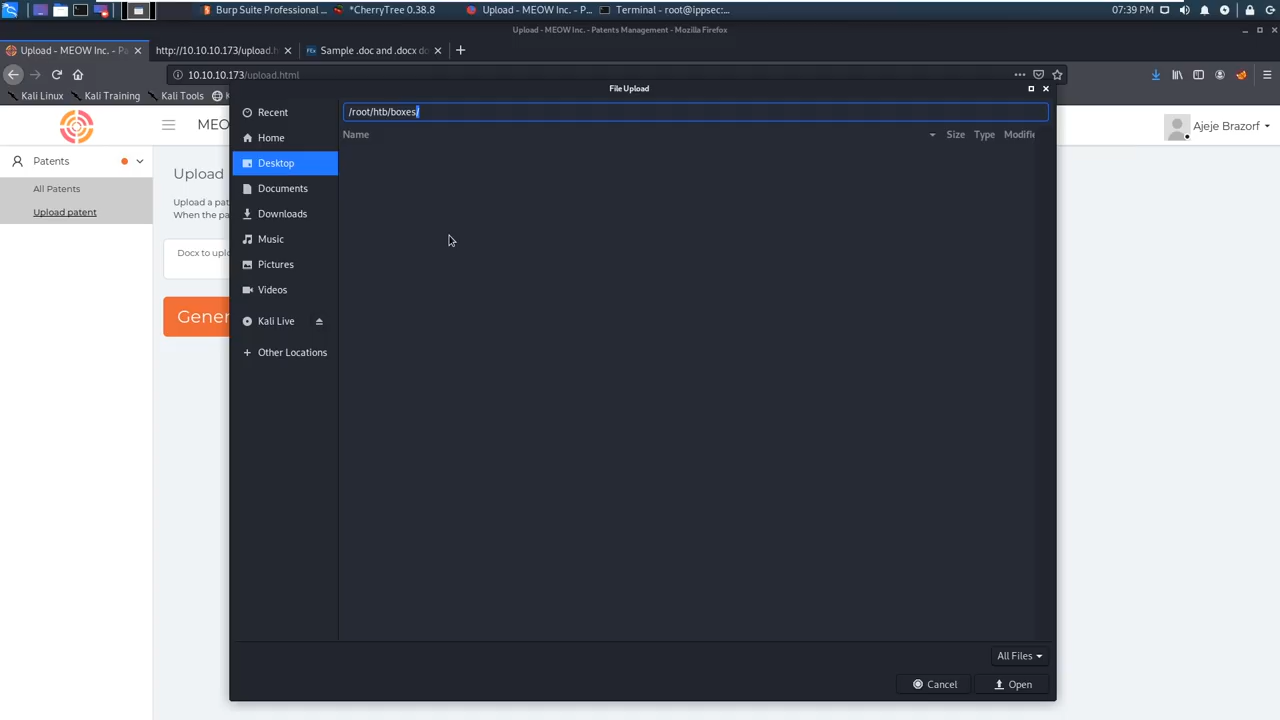 Burp Suite Professional ...
*CherryTree 0.38.8
Upload - MEOW Inc. - P...
Terminal - root@ippsec:...
07:39 PM
Upload - MEOW Inc. - Patents Management - Mozilla Firefox
Upload - MEOW Inc. - Pa
http://10.10.10.173/upload.h
Sample .doc and .docx do
10.10.10.173/upload.html
Kali Linux
Kali Training
Kali Tools
File Upload
MEO
Ajeje Brazorf
Patents
All Patents
Upload patent
Upload
Upload a pat
When the pa
Docx to uplo
Gener
Recent
Home
Desktop
Documents
Downloads
Music
Pictures
Videos
Kali Live
Other Locations
/root/htb/boxes/
Name
Size
Type
Modifie
All Files
Cancel
Open